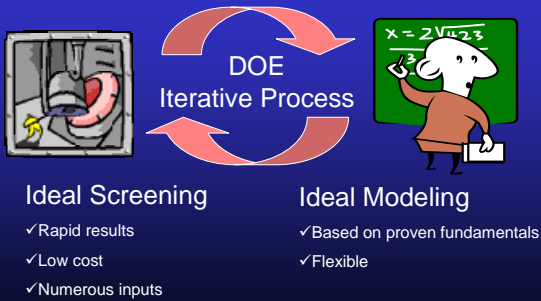 DOE
Iterative Process
x = 2√423
3
Ideal Screening
✓Rapid results
✓Low cost
✓Numerous inputs
Ideal Modeling
✓Based on proven fundamentals
✓Flexible